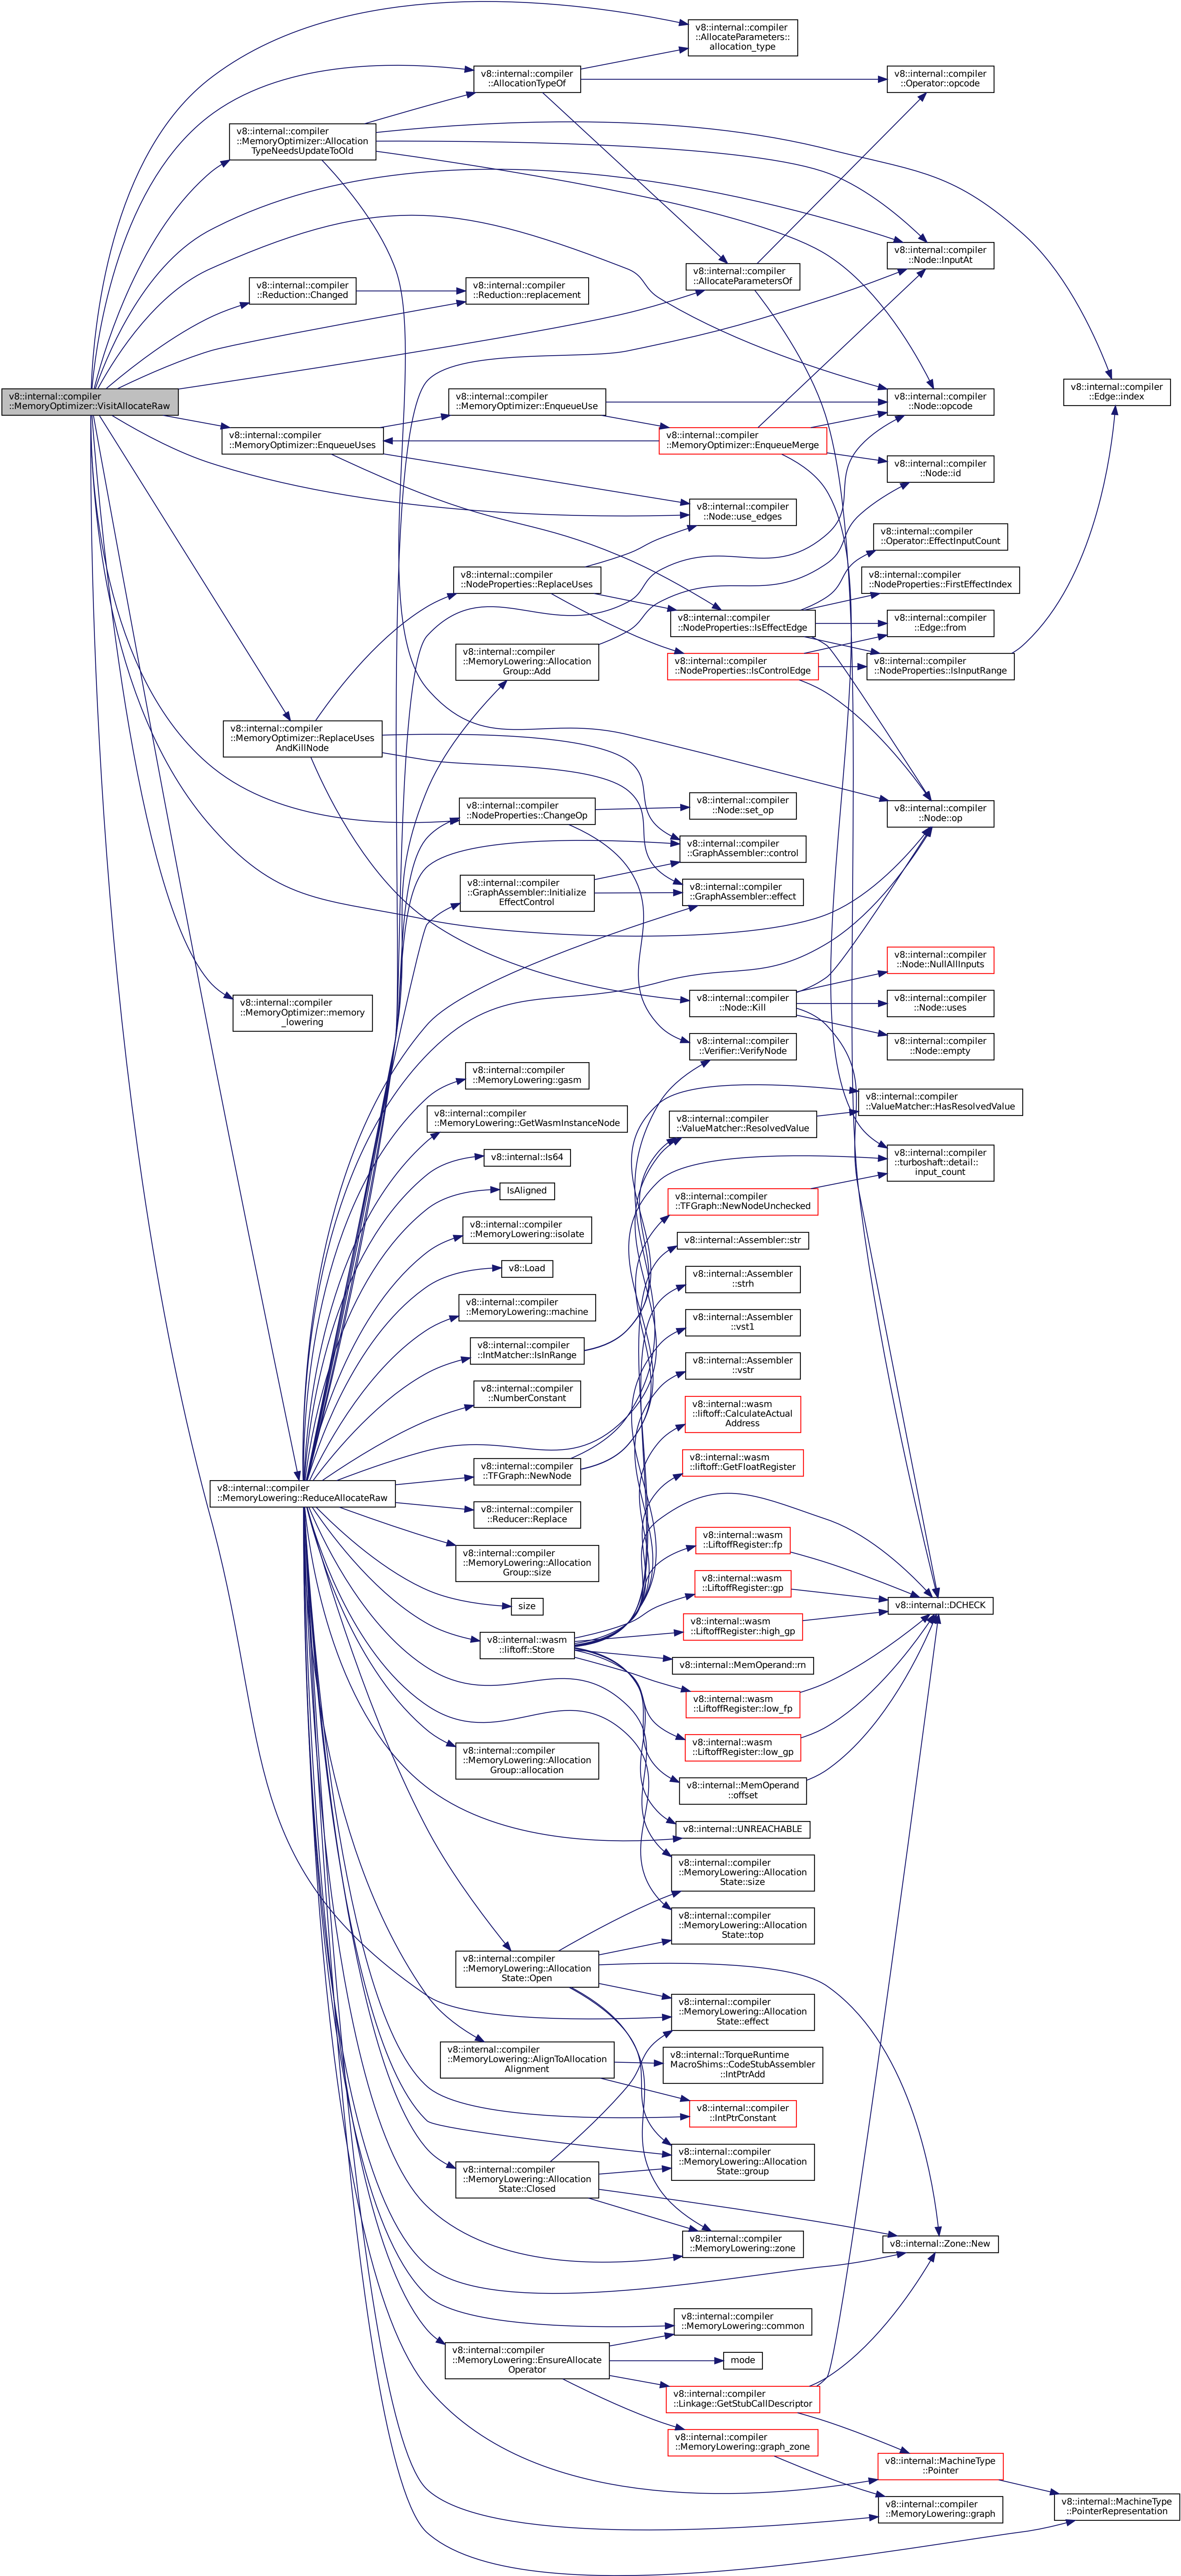 v8::internal::compiler
::AllocateParameters::
allocation_type
v8::internal::compiler
::AllocationTypeOf
v8::internal::compiler
::Operator::opcode
v8::internal::compiler
::MemoryOptimizer::Allocation
TypeNeedsUpdateToOld
v8::internal::compiler
::Node::InputAt
v8::internal::compiler
::AllocateParametersOf
v8::internal::compiler
::Reduction::Changed
v8::internal::compiler
::Reduction::replacement
v8::internal::compiler
::Edge::index
v8::internal::compiler
::MemoryOptimizer::VisitAllocateRaw
v8::internal::compiler
::MemoryOptimizer::EnqueueUse
v8::internal::compiler
::Node::opcode
v8::internal::compiler
::MemoryOptimizer::EnqueueUses
v8::internal::compiler
::MemoryOptimizer::EnqueueMerge
v8::internal::compiler
::Node::id
v8::internal::compiler
::Node::use_edges
v8::internal::compiler
::Operator::EffectInputCount
v8::internal::compiler
::NodeProperties::ReplaceUses
v8::internal::compiler
::NodeProperties::FirstEffectIndex
v8::internal::compiler
::NodeProperties::IsEffectEdge
v8::internal::compiler
::Edge::from
v8::internal::compiler
::MemoryLowering::Allocation
Group::Add
v8::internal::compiler
::NodeProperties::IsControlEdge
v8::internal::compiler
::NodeProperties::IsInputRange
v8::internal::compiler
::MemoryOptimizer::ReplaceUses
AndKillNode
v8::internal::compiler
::NodeProperties::ChangeOp
v8::internal::compiler
::Node::set_op
v8::internal::compiler
::Node::op
v8::internal::compiler
::GraphAssembler::control
v8::internal::compiler
::GraphAssembler::Initialize
EffectControl
v8::internal::compiler
::GraphAssembler::effect
v8::internal::compiler
::Node::NullAllInputs
v8::internal::compiler
::MemoryOptimizer::memory
_lowering
v8::internal::compiler
::Node::Kill
v8::internal::compiler
::Node::uses
v8::internal::compiler
::Verifier::VerifyNode
v8::internal::compiler
::Node::empty
v8::internal::compiler
::MemoryLowering::gasm
v8::internal::compiler
::ValueMatcher::HasResolvedValue
v8::internal::compiler
::MemoryLowering::GetWasmInstanceNode
v8::internal::compiler
::ValueMatcher::ResolvedValue
v8::internal::Is64
v8::internal::compiler
::turboshaft::detail::
input_count
IsAligned
v8::internal::compiler
::TFGraph::NewNodeUnchecked
v8::internal::compiler
::MemoryLowering::isolate
v8::internal::Assembler::str
v8::Load
v8::internal::Assembler
::strh
v8::internal::compiler
::MemoryLowering::machine
v8::internal::Assembler
::vst1
v8::internal::compiler
::IntMatcher::IsInRange
v8::internal::Assembler
::vstr
v8::internal::compiler
::NumberConstant
v8::internal::wasm
::liftoff::CalculateActual
Address
v8::internal::compiler
::TFGraph::NewNode
v8::internal::wasm
::liftoff::GetFloatRegister
v8::internal::compiler
::MemoryLowering::ReduceAllocateRaw
v8::internal::compiler
::Reducer::Replace
v8::internal::wasm
::LiftoffRegister::fp
v8::internal::compiler
::MemoryLowering::Allocation
Group::size
v8::internal::wasm
::LiftoffRegister::gp
size
v8::internal::DCHECK
v8::internal::wasm
::LiftoffRegister::high_gp
v8::internal::wasm
::liftoff::Store
v8::internal::MemOperand::rn
v8::internal::wasm
::LiftoffRegister::low_fp
v8::internal::wasm
::LiftoffRegister::low_gp
v8::internal::compiler
::MemoryLowering::Allocation
Group::allocation
v8::internal::MemOperand
::offset
v8::internal::UNREACHABLE
v8::internal::compiler
::MemoryLowering::Allocation
State::size
v8::internal::compiler
::MemoryLowering::Allocation
State::top
v8::internal::compiler
::MemoryLowering::Allocation
State::Open
v8::internal::compiler
::MemoryLowering::Allocation
State::effect
v8::internal::compiler
::MemoryLowering::AlignToAllocation
Alignment
v8::internal::TorqueRuntime
MacroShims::CodeStubAssembler
::IntPtrAdd
v8::internal::compiler
::IntPtrConstant
v8::internal::compiler
::MemoryLowering::Allocation
State::group
v8::internal::compiler
::MemoryLowering::Allocation
State::Closed
v8::internal::compiler
::MemoryLowering::zone
v8::internal::Zone::New
v8::internal::compiler
::MemoryLowering::common
v8::internal::compiler
::MemoryLowering::EnsureAllocate
Operator
mode
v8::internal::compiler
::Linkage::GetStubCallDescriptor
v8::internal::compiler
::MemoryLowering::graph_zone
v8::internal::MachineType
::Pointer
v8::internal::compiler
::MemoryLowering::graph
v8::internal::MachineType
::PointerRepresentation